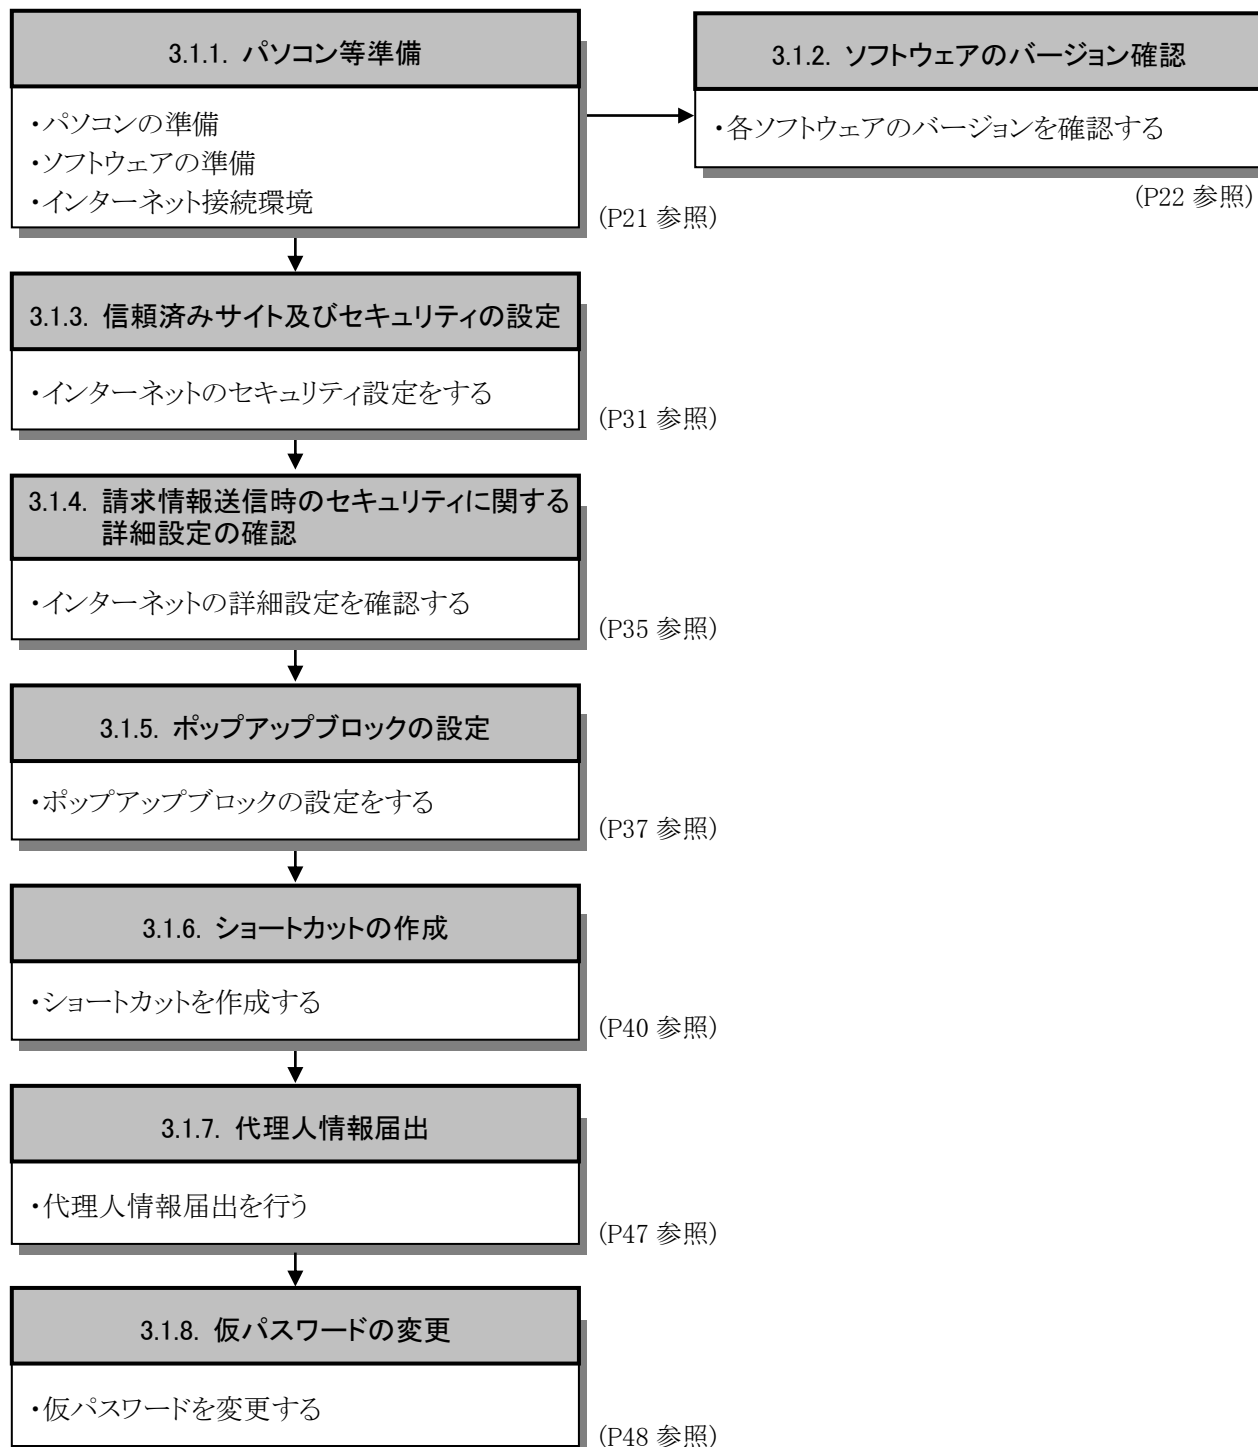 3.1.1. パソコン等準備
・パソコンの準備
・ソフトウェアの準備
・インターネット接続環境
(P21 参照)
3.1.2. ソフトウェアのバージョン確認
・各ソフトウェアのバージョンを確認する
(P22 参照)
3.1.3. 信頼済みサイト及びセキュリティの設定
・インターネットのセキュリティ設定をする
(P31 参照)
3.1.4. 請求情報送信時のセキュリティに関する
詳細設定の確認
・インターネットの詳細設定を確認する
(P35 参照)
3.1.5. ポップアップブロックの設定
・ポップアップブロックの設定をする
(P37 参照)
3.1.6. ショートカットの作成
・ショートカットを作成する
(P40 参照)
3.1.7. 代理人情報届出
・代理人情報届出を行う
(P47 参照)
3.1.8. 仮パスワードの変更
・仮パスワードを変更する
(P48 参照)